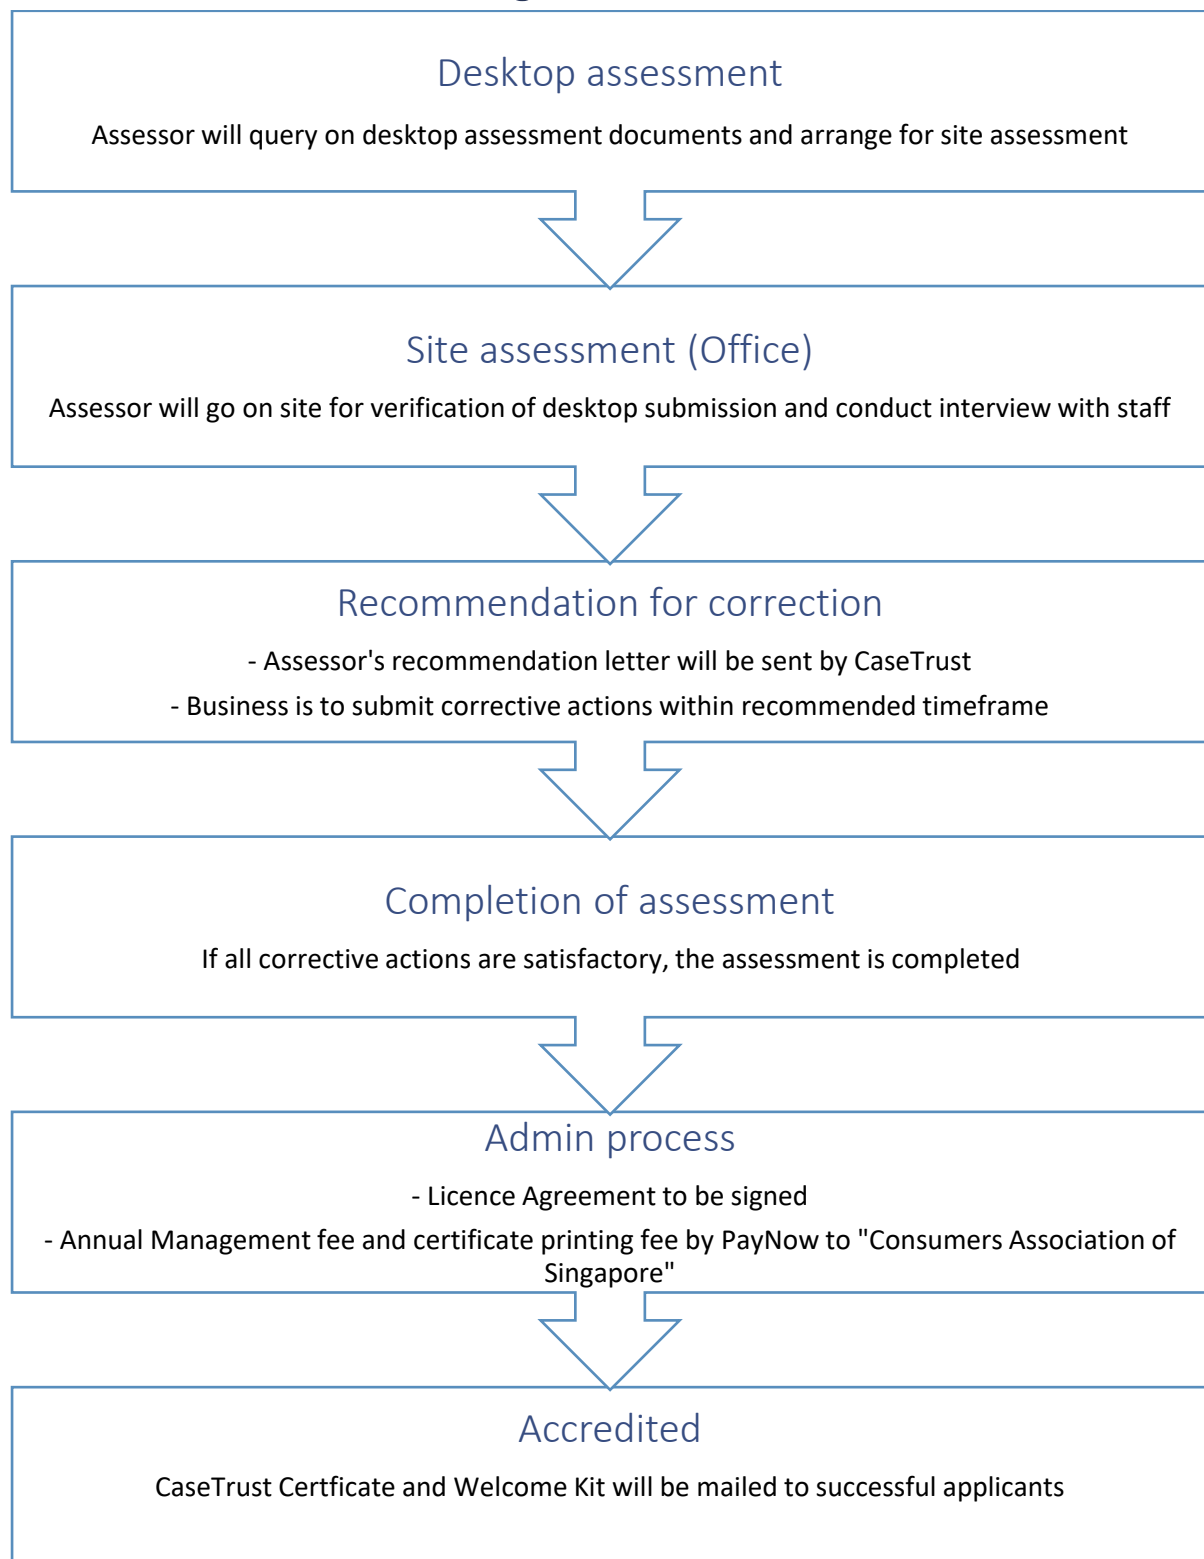 Desktop assessment
Assessor will query on desktop assessment documents and arrange for site assessment
Site assessment (Office)
Assessor will go on site for verification of desktop submission and conduct interview with staff
Recommendation for correction
- Assessor's recommendation letter will be sent by CaseTrust
- Business is to submit corrective actions within recommended timeframe
Completion of assessment
If all corrective actions are satisfactory, the assessment is completed
Admin process
- Licence Agreement to be signed
- Annual Management fee and certificate printing fee by PayNow to "Consumers Association of
Singapore"
Accredited
CaseTrust Certficate and Welcome Kit will be mailed to successful applicants